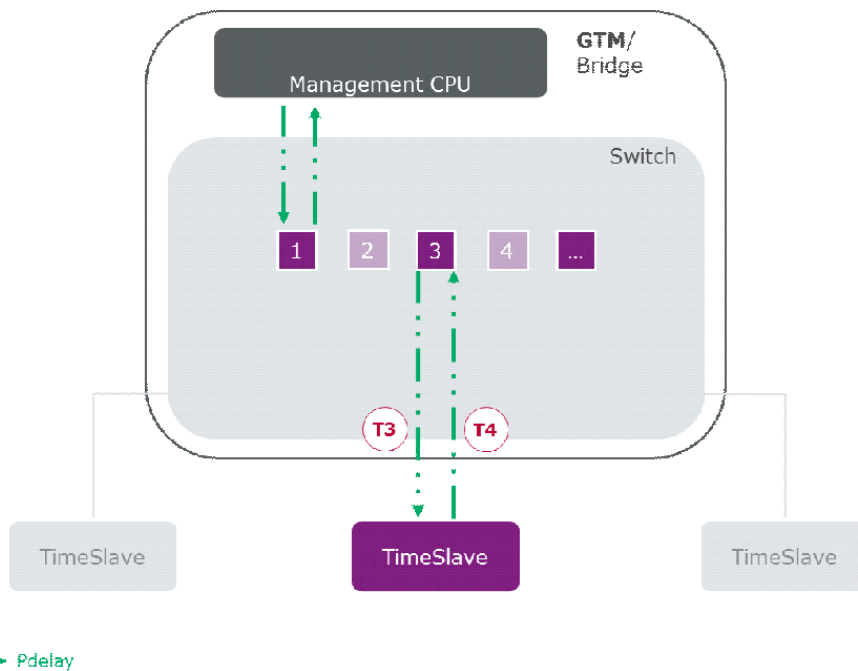 GTM/
Bridge
Management CPU
Switch
1
2
3
4
...
T3
T4
TimeSlave
TimeSlave
TimeSlave
Pdelay